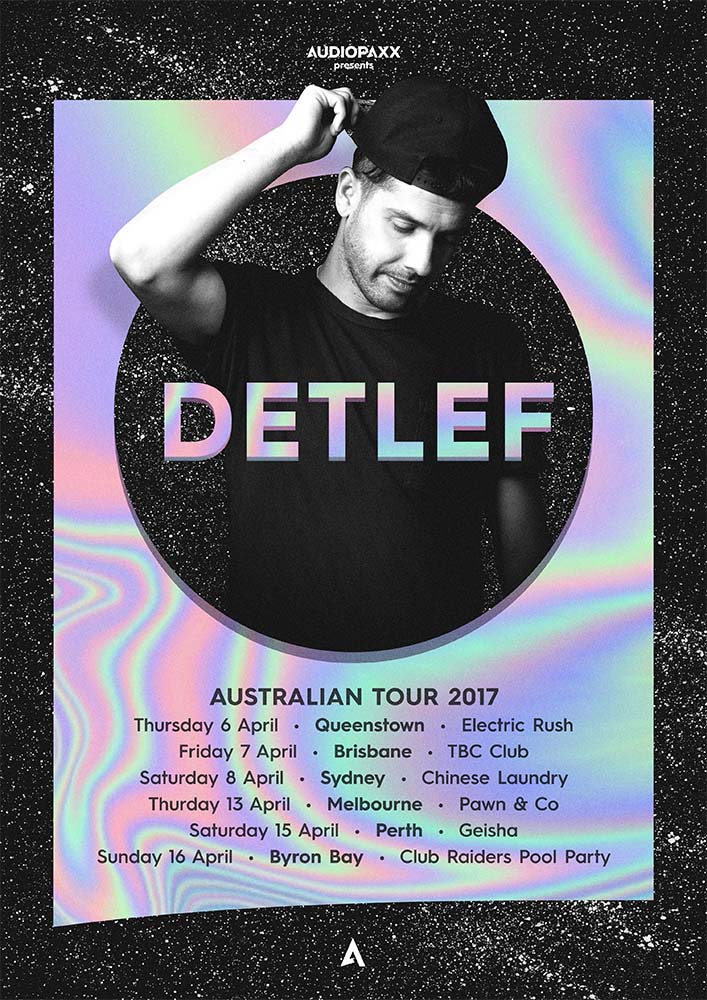 AUDIOPAXX
presents
DETLEF
AUSTRALIAN TOUR 2017
Thursday 6 April • Queenstown • Electric Rush
Friday 7 April • Brisbane • TBC Club
Saturday 8 April • Sydney • Chinese Laundry
Thurday 13 April • Melbourne • Pawn & Co
Saturday 15 April • Perth • Geisha
Sunday 16 April • Byron Bay • Club Raiders Pool Party